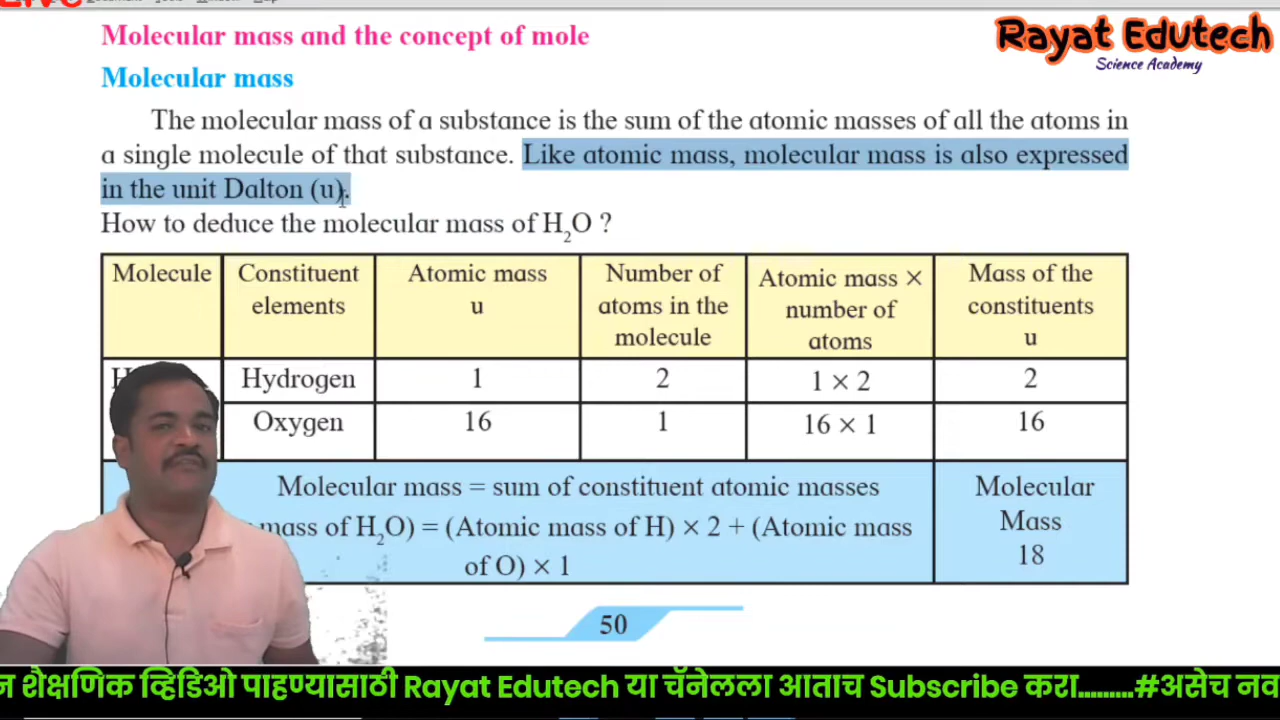 Rayat Edutech
Science Academy
Molecular mass and the concept of mole
Molecular mass
The molecular mass of a substance is the sum of the atomic masses of all the atoms in
a single molecule of that substance. Like atomic mass, molecular mass is also expressed
in the unit Dalton (u).
How to deduce the molecular mass of H₂O ?
Molecule
Constituent
elements
Atomic mass
u
Number of
atoms in the
molecule
Atomic mass ×
number of
atoms
Mass of the
constituents
u
Hydrogen 1 2 1 × 2 2
Oxygen 16 1 16 × 1 16
Molecular mass = sum of constituent atomic masses
mass of H₂O) = (Atomic mass of H) × 2 + (Atomic mass
of O) × 1
Molecular
Mass
18
50
न शैक्षणिक व्हिडिओ पाहण्यासाठी Rayat Edutech या चॅनेलला आताच Subscribe करा.........#असेच नव